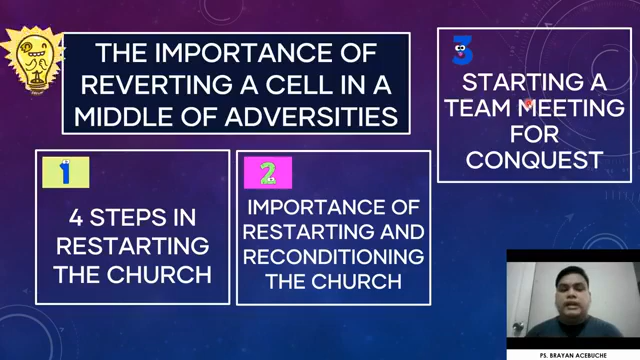 THE IMPORTANCE OF
REVERTING A CELL IN A
MIDDLE OF ADVERSITIES
1
4 STEPS IN
RESTARTING
THE CHURCH
2
IMPORTANCE OF
RESTARTING AND
RECONDITIONING
THE CHURCH
3
STARTING A
TEAM MEETING
FOR
CONQUEST
PS. BRAYAN ACEBUCHE